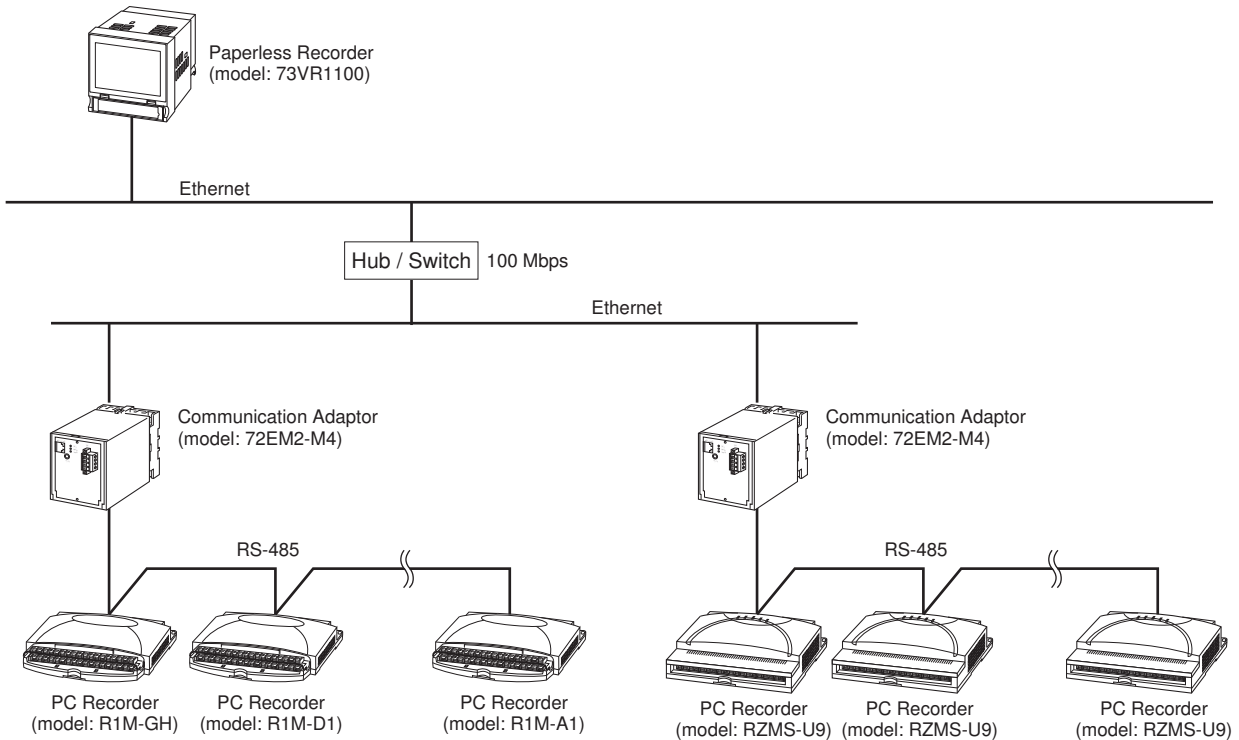 Paperless Recorder
(model: 73VR1100)
Ethernet
Hub / Switch
100 Mbps
Ethernet
Communication Adaptor
(model: 72EM2-M4)
Communication Adaptor
(model: 72EM2-M4)
RS-485
RS-485
PC Recorder
(model: R1M-GH)
PC Recorder
(model: R1M-D1)
PC Recorder
(model: R1M-A1)
PC Recorder
(model: RZMS-U9)
PC Recorder
(model: RZMS-U9)
PC Recorder
(model: RZMS-U9)